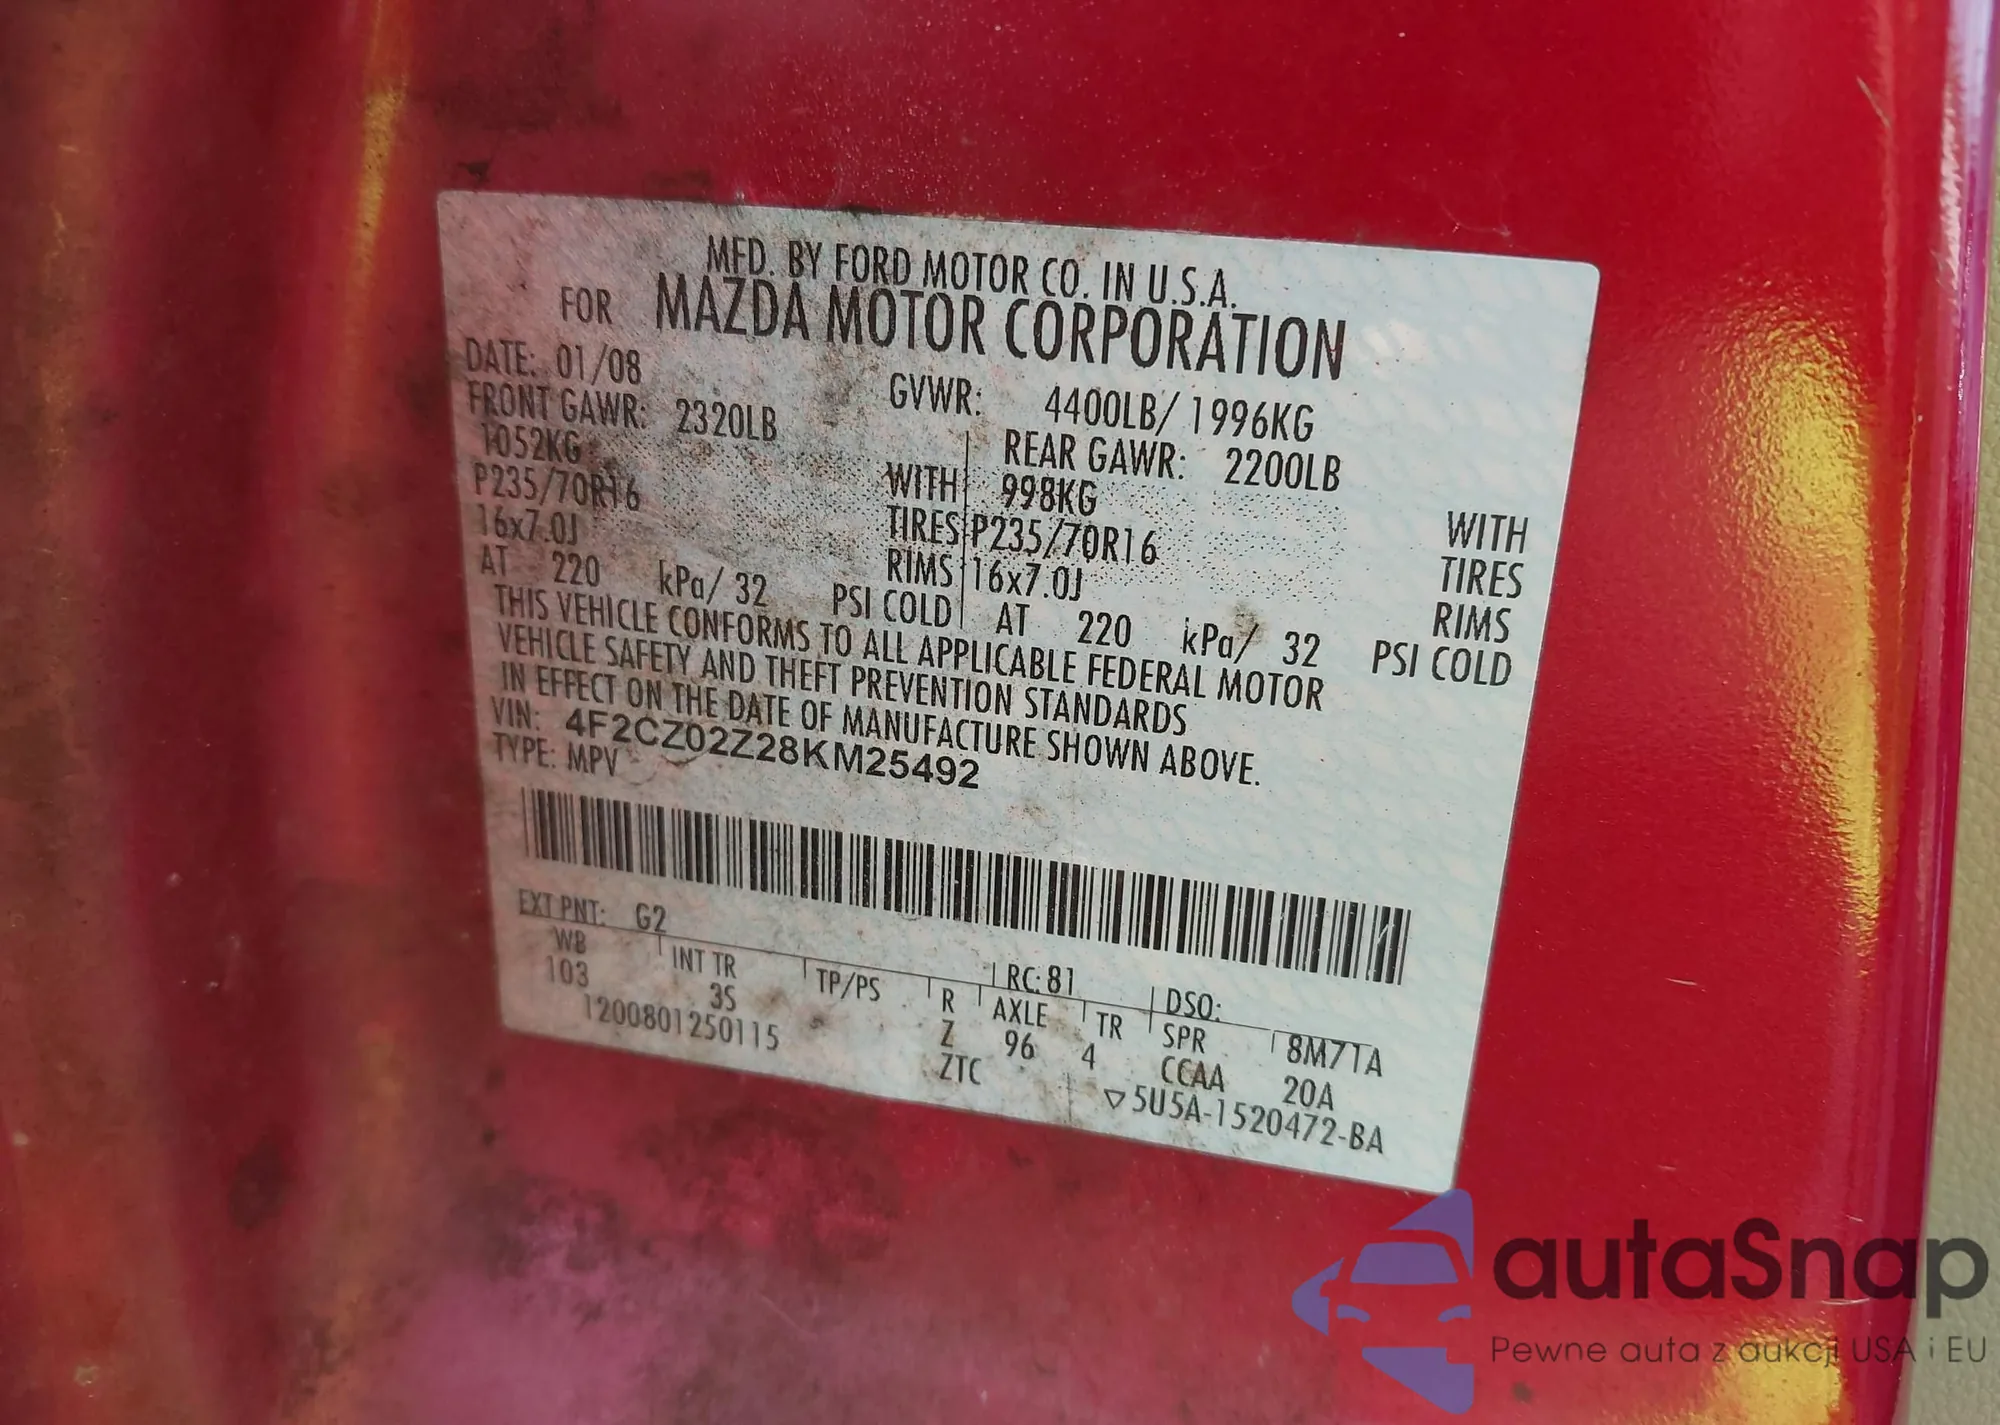 MFD. BY FORD MOTOR CO. IN U.S.A.
FOR MAZDA MOTOR CORPORATION
DATE: 01/08 GVWR: 4400LB/ 1996KG
FRONT GAWR: 2320LB REAR GAWR: 2200LB
1052KG WITH 998KG WITH
P235/70R16 TIRES P235/70R16 TIRES
16x7.0J RIMS 16x7.0J RIMS
AT 220 kPa/ 32 PSI COLD AT 220 kPa/ 32 PSI COLD
THIS VEHICLE CONFORMS TO ALL APPLICABLE FEDERAL MOTOR
VEHICLE SAFETY AND THEFT PREVENTION STANDARDS
IN EFFECT ON THE DATE OF MANUFACTURE SHOWN ABOVE.
VIN: 4F2CZ02Z28KM25492
TYPE: MPV
EXT PNT: G2 RC: 81 DSO:
WB INT TR TP/PS R AXLE TR SPR 8M7TA
103 3S Z 96 4 CCAA 20A
1200801250115 ZTC ▽5U5A-1520472-BA
autaSnap
Pewne auta z aukcji USA i EU